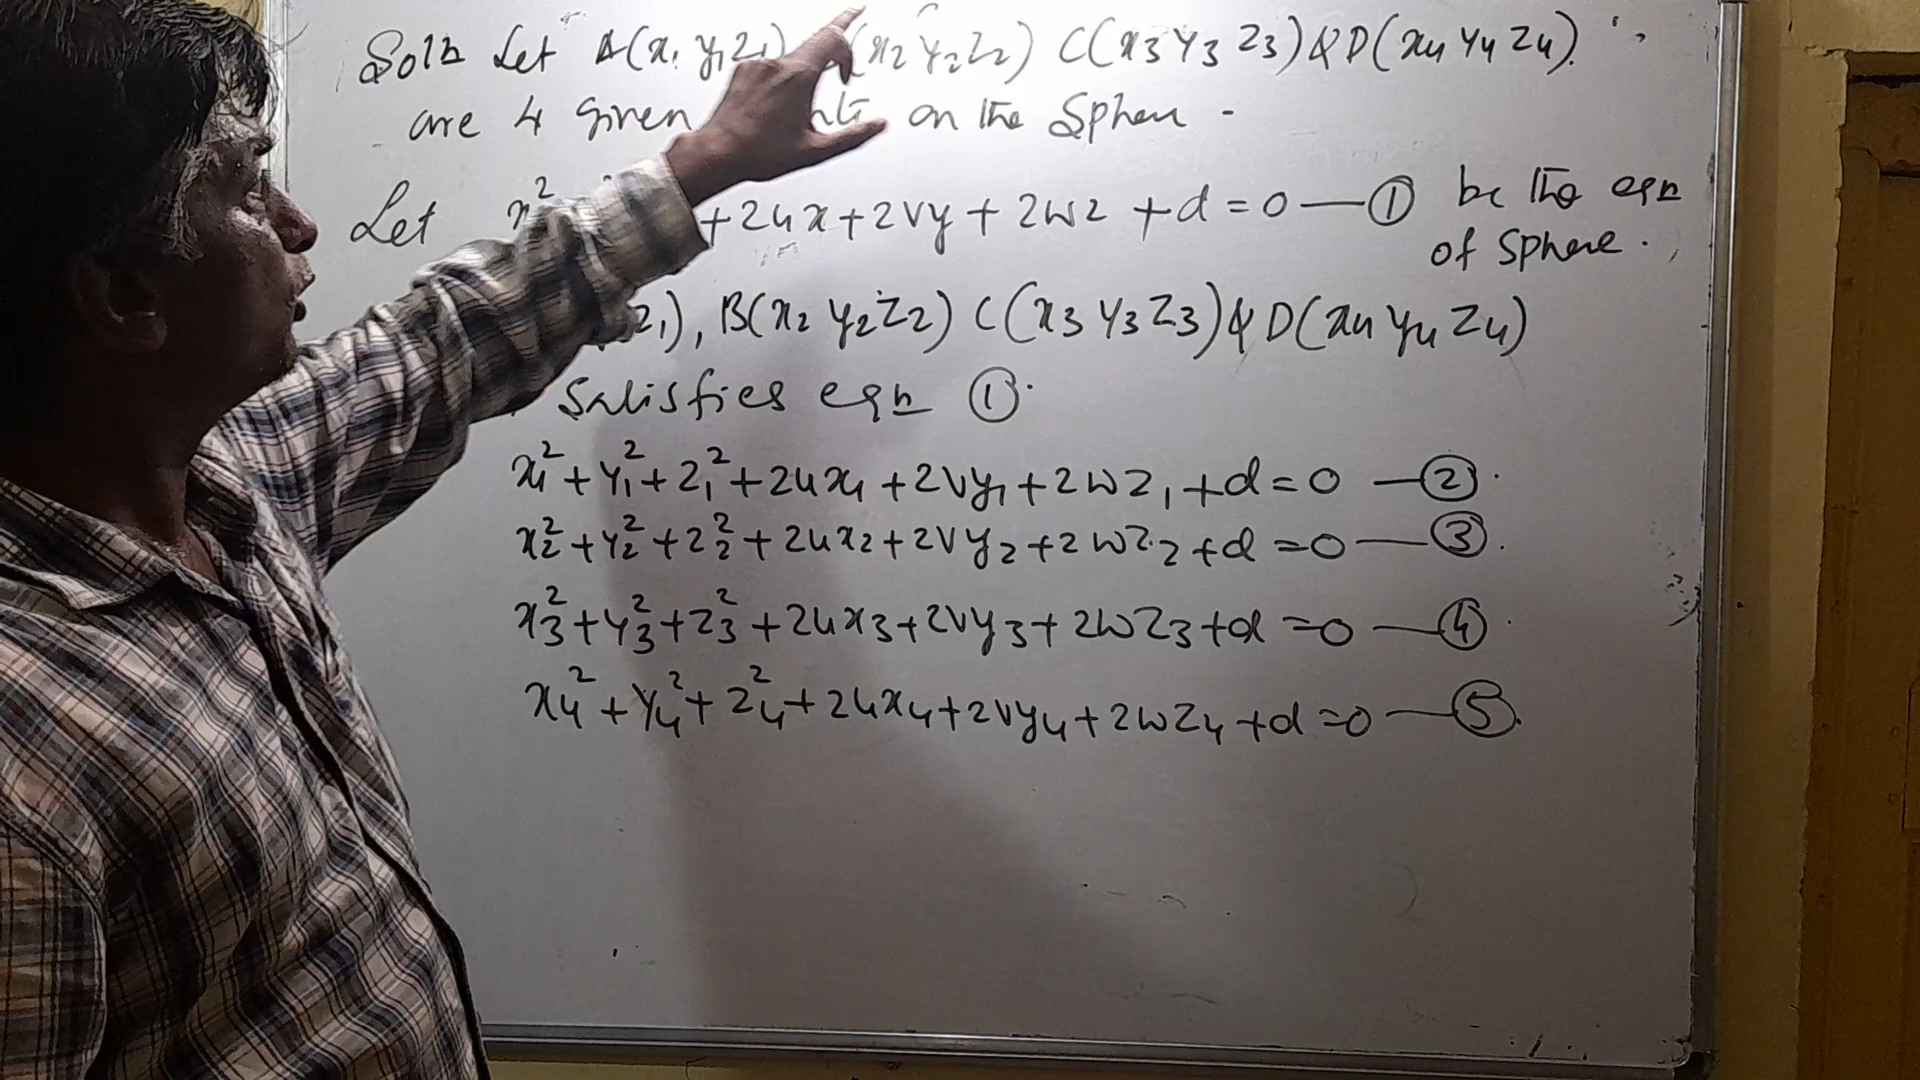 Soln Let A(x₁ y₁ z₁) (x₂ y₂ z₂) C(x₃ y₃ z₃) & D(x₄ y₄ z₄).
are 4 given on the Sphere -
Let x² + 2ux + 2vy + 2wz + d = 0 — ① be the eqn
of sphere.
z₁), B(x₂ y₂ z₂) C(x₃ y₃ z₃) & D(x₄ y₄ z₄)
satisfies eqn ①.
x₁² + y₁² + z₁² + 2ux₁ + 2vy₁ + 2wz₁ + d = 0 — ②.
x₂² + y₂² + z₂² + 2ux₂ + 2vy₂ + 2wz₂ + d = 0 — ③.
x₃² + y₃² + z₃² + 2ux₃ + 2vy₃ + 2wz₃ + d = 0 — ④.
x₄² + y₄² + z₄² + 2ux₄ + 2vy₄ + 2wz₄ + d = 0 — ⑤.